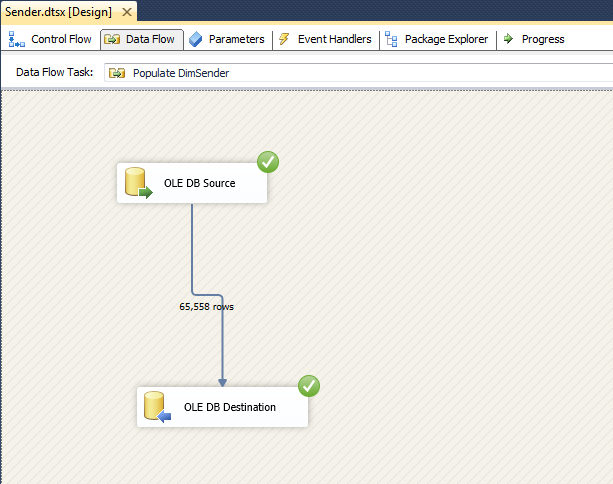 Sender.dtsx [Design]
Control Flow Data Flow Parameters Event Handlers Package Explorer Progress
Data Flow Task: Populate DimSender
OLE DB Source
65,558 rows
OLE DB Destination